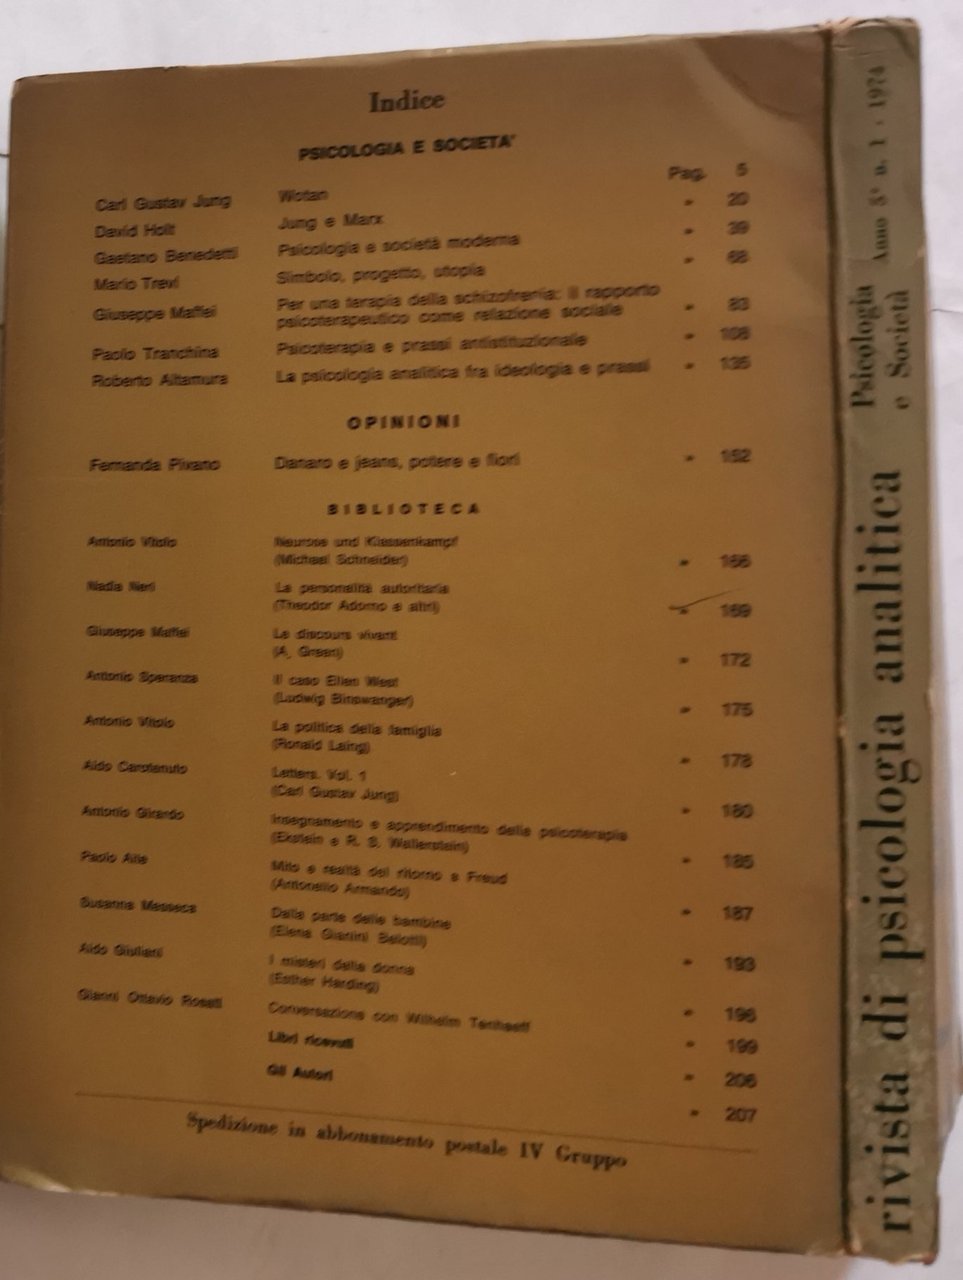 Indice
PSICOLOGIA E SOCIETA'
Carl Gustav Jung Wotan Pag. 5
David Holt Jung e Marx » 20
Gaetano Benedetti Psicologia e società moderna » 39
Mario Trevi Simbolo, progetto, utopia » 68
Giuseppe Maffei Per una terapia della schizofrenia: il rapporto
psicoterapeutico come relazione sociale » 83
Paolo Tranchina Psicoterapia e prassi antistituzionale » 108
Roberto Altamura La psicologia analitica fra ideologia e prassi » 135
OPINIONI
Fernanda Pivano Danaro e jeans, potere e fiori » 152
BIBLIOTECA
Antonio Vitolo Neurose und Klassenkampf
(Michael Schneider) » 166
Nadia Neri La personalità autoritaria
(Theodor Adorno e altri) » 169
Giuseppe Maffei Le discours vivant
(A. Green) » 172
Antonio Speranza Il caso Ellen West
(Ludwig Binswanger) » 175
Antonio Vitolo La politica della famiglia
(Ronald Laing) » 178
Aldo Carotenuto Letters. Vol. 1
(Carl Gustav Jung) » 180
Antonio Girardo Insegnamento e apprendimento della psicoterapia
(Ekstein e R. S. Wallerstein) » 185
Paolo Aite Mito e realtà del ritorno a Freud
(Antonello Armando) » 187
Susanna Messeca Dalla parte delle bambine
(Elena Gianini Belotti) » 193
Aldo Giuliani I misteri della donna
(Esther Harding) » 196
Gianni Ottavio Rosati Conversazione con Wilhelm Tenhaeff » 199
Libri ricevuti » 206
Gli Autori » 207
Spedizione in abbonamento postale IV Gruppo
rivista di psicologia analitica
Psicologia
e Società
Anno 5° n. 1 - 1974